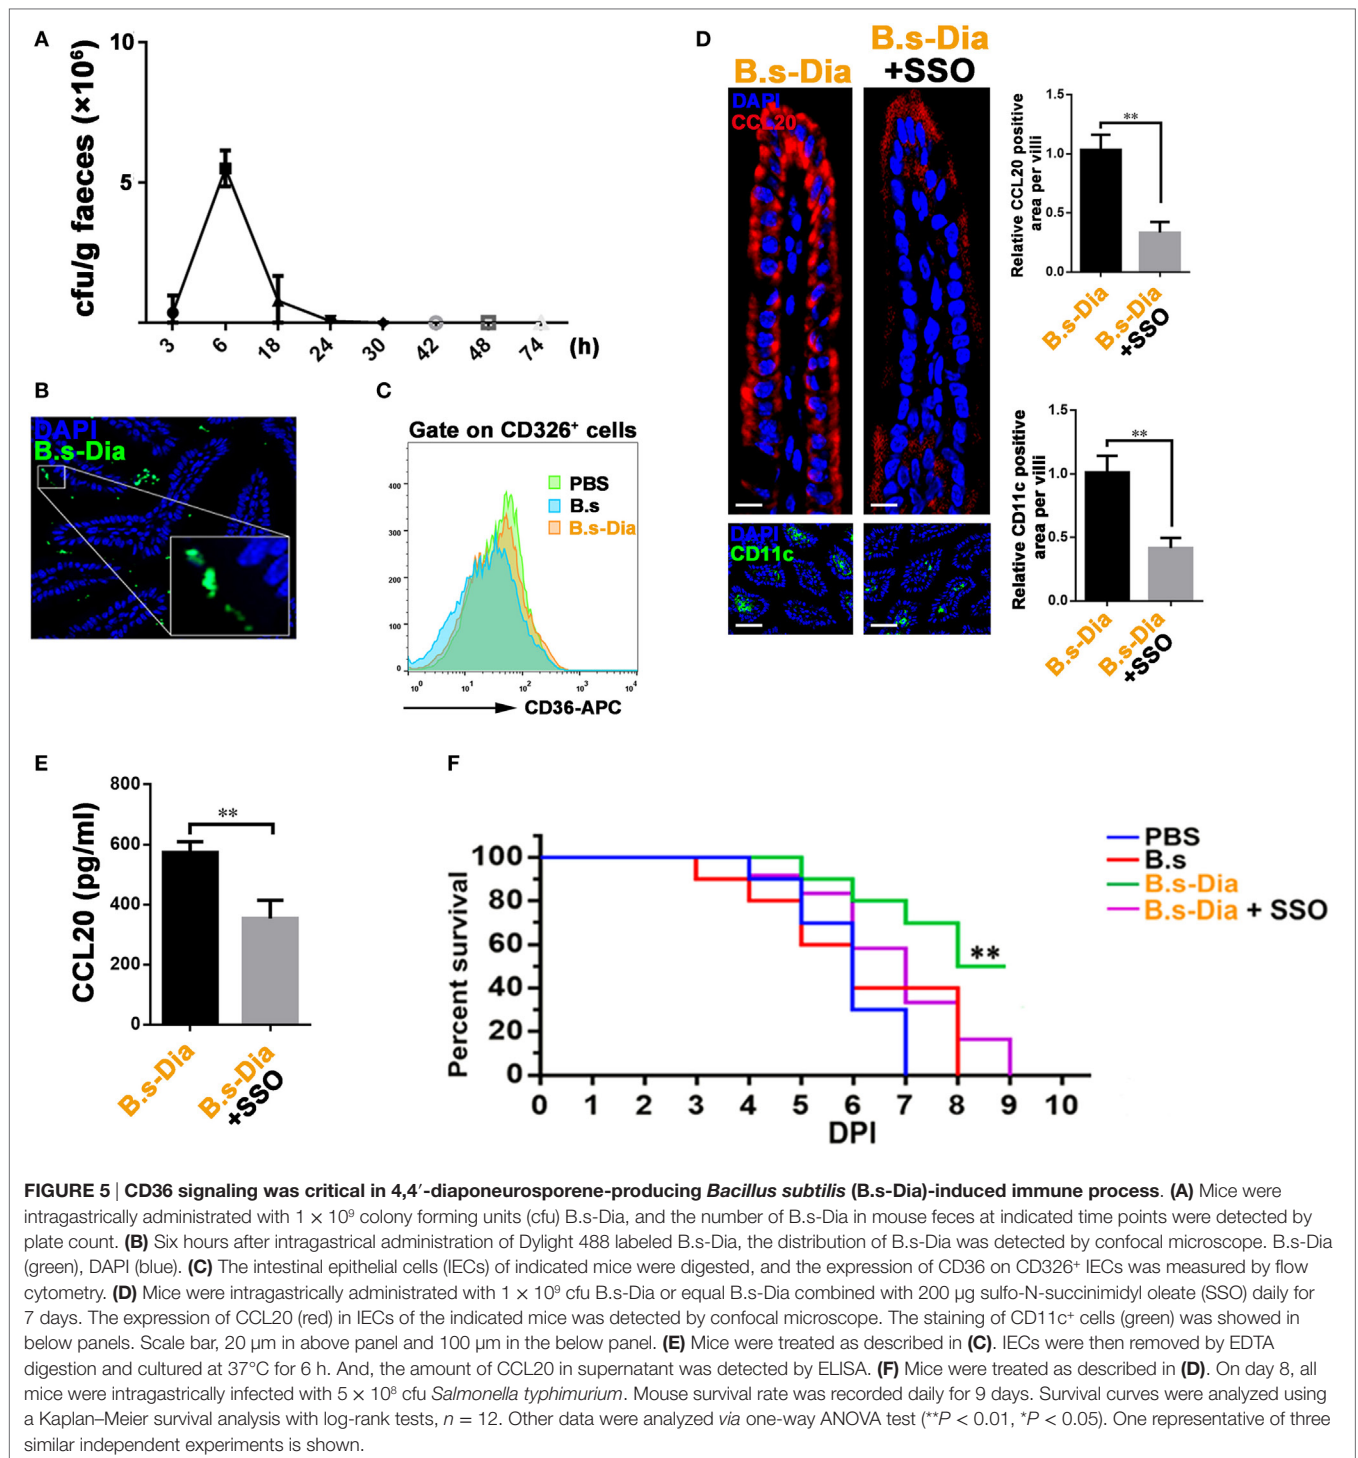 A
10
5
cfu/g faeces (×10⁶)
3 6 18 24 30 42 48 74 (h)
B
DAPI
B.s-Dia
C
Gate on CD326⁺ cells
400
300
200
100
0
PBS
B.s
B.s-Dia
10⁰ 10¹ 10² 10³ 10⁴
CD36-APC
D
B.s-Dia
B.s-Dia
+SSO
DAPI
CCL20
DAPI
CD11c
Relative CCL20 positive
area per villi
1.5
1.0
0.5
0.0
**
B.s-Dia
B.s-Dia
+SSO
Relative CD11c positive
area per villi
1.5
1.0
0.5
0.0
**
B.s-Dia
B.s-Dia
+SSO
E
CCL20 (pg/ml)
800
600
400
200
0
**
B.s-Dia
B.s-Dia
+SSO
F
Percent survival
100
80
60
40
20
0
**
0 1 2 3 4 5 6 7 8 9 10
DPI
PBS
B.s
B.s-Dia
B.s-Dia + SSO
FIGURE 5 | CD36 signaling was critical in 4,4′-diaponeurosporene-producing Bacillus subtilis (B.s-Dia)-induced immune process. (A) Mice were
intragastrically administrated with 1 × 10⁹ colony forming units (cfu) B.s-Dia, and the number of B.s-Dia in mouse feces at indicated time points were detected by
plate count. (B) Six hours after intragastrical administration of Dylight 488 labeled B.s-Dia, the distribution of B.s-Dia was detected by confocal microscope. B.s-Dia
(green), DAPI (blue). (C) The intestinal epithelial cells (IECs) of indicated mice were digested, and the expression of CD36 on CD326⁺ IECs was measured by flow
cytometry. (D) Mice were intragastrically administrated with 1 × 10⁹ cfu B.s-Dia or equal B.s-Dia combined with 200 μg sulfo-N-succinimidyl oleate (SSO) daily for
7 days. The expression of CCL20 (red) in IECs of the indicated mice was detected by confocal microscope. The staining of CD11c⁺ cells (green) was showed in
below panels. Scale bar, 20 μm in above panel and 100 μm in the below panel. (E) Mice were treated as described in (C). IECs were then removed by EDTA
digestion and cultured at 37°C for 6 h. And, the amount of CCL20 in supernatant was detected by ELISA. (F) Mice were treated as described in (D). On day 8, all
mice were intragastrically infected with 5 × 10⁸ cfu Salmonella typhimurium. Mouse survival rate was recorded daily for 9 days. Survival curves were analyzed using
a Kaplan–Meier survival analysis with log-rank tests, n = 12. Other data were analyzed via one-way ANOVA test (**P < 0.01, *P < 0.05). One representative of three
similar independent experiments is shown.